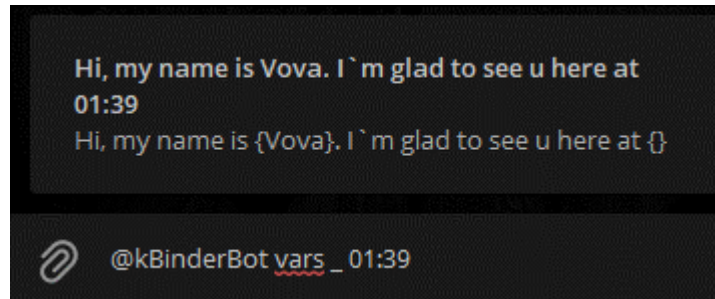 Hi, my name is Vova. I`m glad to see u here at
01:39
Hi, my name is {Vova}. I`m glad to see u here at {}
@kBinderBot vars _ 01:39